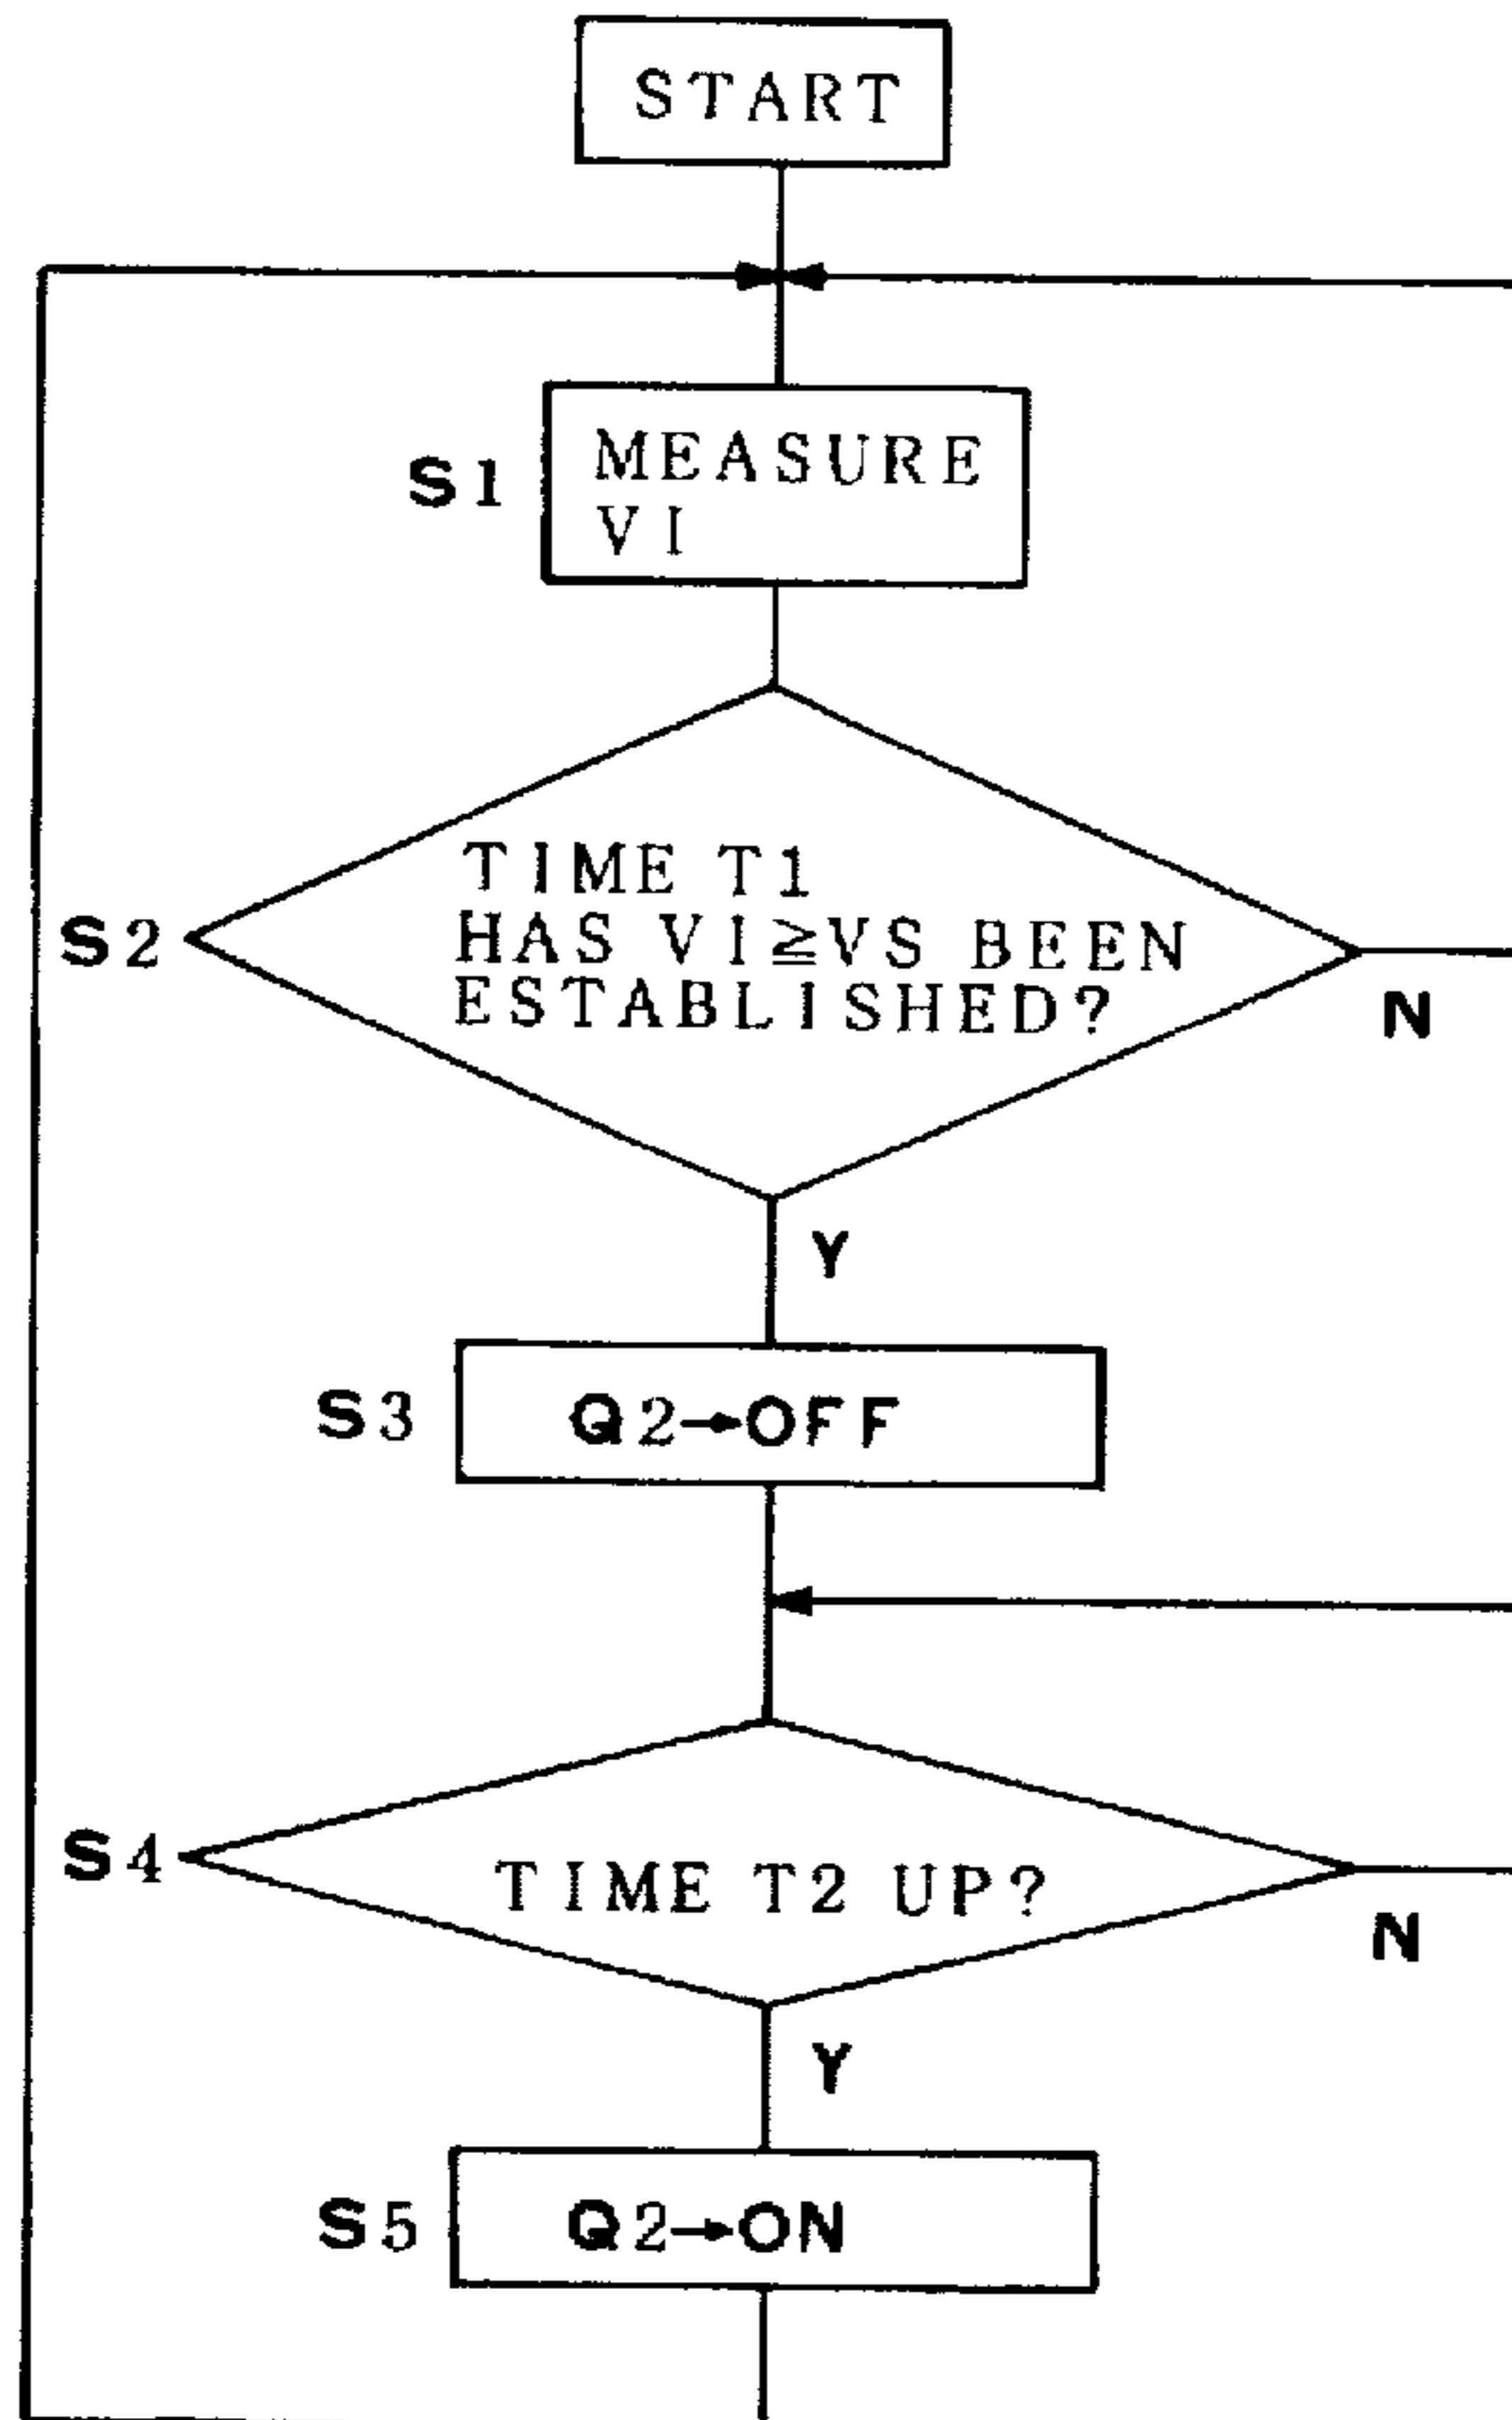 START
S1
MEASURE
VI
TIME T1
S2
HAS VI≧VS BEEN
ESTABLISHED?
N
Y
S3
Q2→OFF
S4
TIME T2 UP?
N
Y
S5
Q2→ON